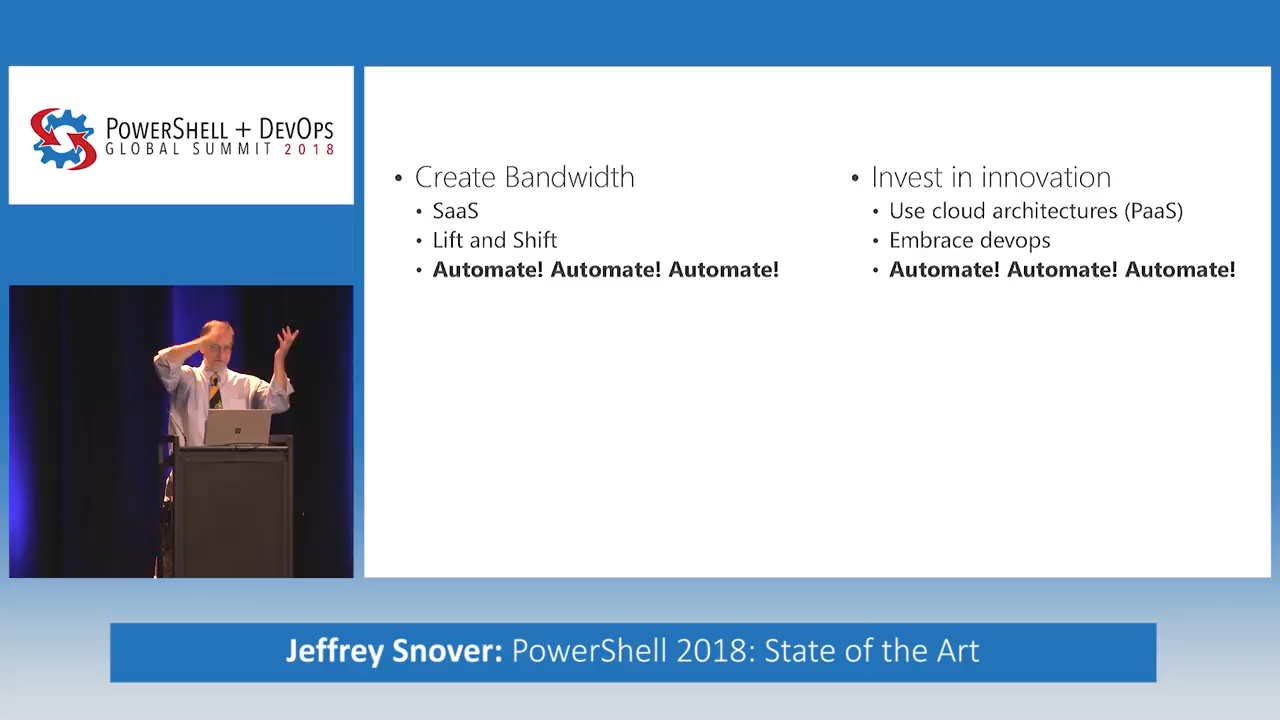 POWERSHELL + DEVOPS
GLOBAL SUMMIT 2018
• Create Bandwidth
• SaaS
• Lift and Shift
• Automate! Automate! Automate!
• Invest in innovation
• Use cloud architectures (PaaS)
• Embrace devops
• Automate! Automate! Automate!
Jeffrey Snover: PowerShell 2018: State of the Art